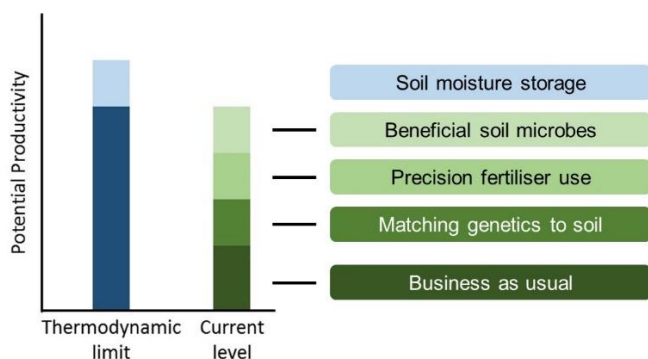 Potential Productivity
Soil moisture storage
Beneficial soil microbes
Precision fertiliser use
Matching genetics to soil
Business as usual
Thermodynamic
limit
Current
level